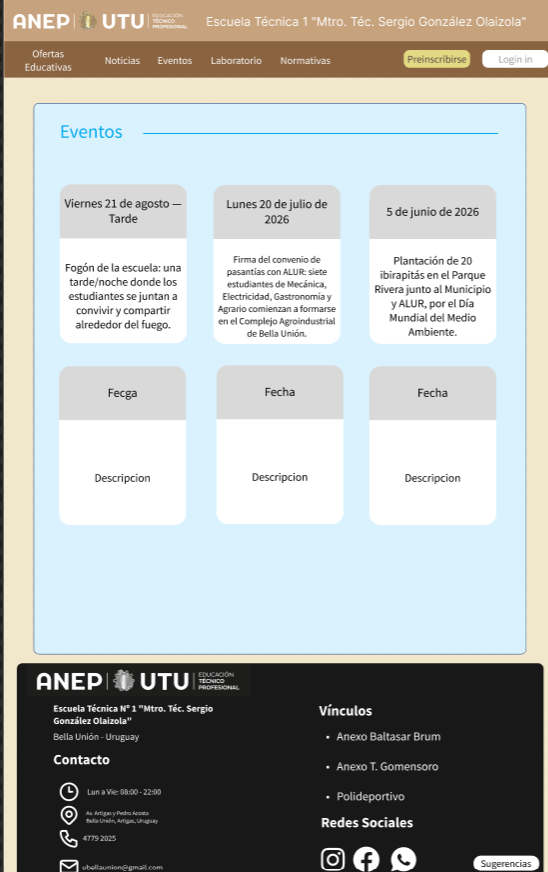 ANEP UTU EDUCACIÓN TÉCNICO PROFESIONAL Escuela Técnica 1 "Mtro. Téc. Sergio González Olaizola"
Ofertas Educativas
Noticias
Eventos
Laboratorio
Normativas
Preinscribirse
Login in
Eventos
Viernes 21 de agosto —
Tarde
Fogón de la escuela: una
tarde/noche donde los
estudiantes se juntan a
convivir y compartir
alrededor del fuego.
Lunes 20 de julio de
2026
Firma del convenio de
pasantías con ALUR: siete
estudiantes de Mecánica,
Electricidad, Gastronomía y
Agrario comienzan a formarse
en el Complejo Agroindustrial
de Bella Unión.
5 de junio de 2026
Plantación de 20
ibirapitás en el Parque
Rivera junto al Municipio
y ALUR, por el Día
Mundial del Medio
Ambiente.
Fecga
Descripcion
Fecha
Descripcion
Fecha
Descripcion
ANEP UTU EDUCACIÓN TÉCNICO PROFESIONAL
Escuela Técnica Nº 1 "Mtro. Téc. Sergio
González Olaizola"
Bella Unión - Uruguay
Contacto
Lun a Vie: 08:00 - 22:00
Av. Artigas y Pedro Acosta
Bella Unión, Artigas, Uruguay
4779 2025
ubellaunion@gmail.com
Vínculos
• Anexo Baltasar Brum
• Anexo T. Gomensoro
• Polideportivo
Redes Sociales
Sugerencias